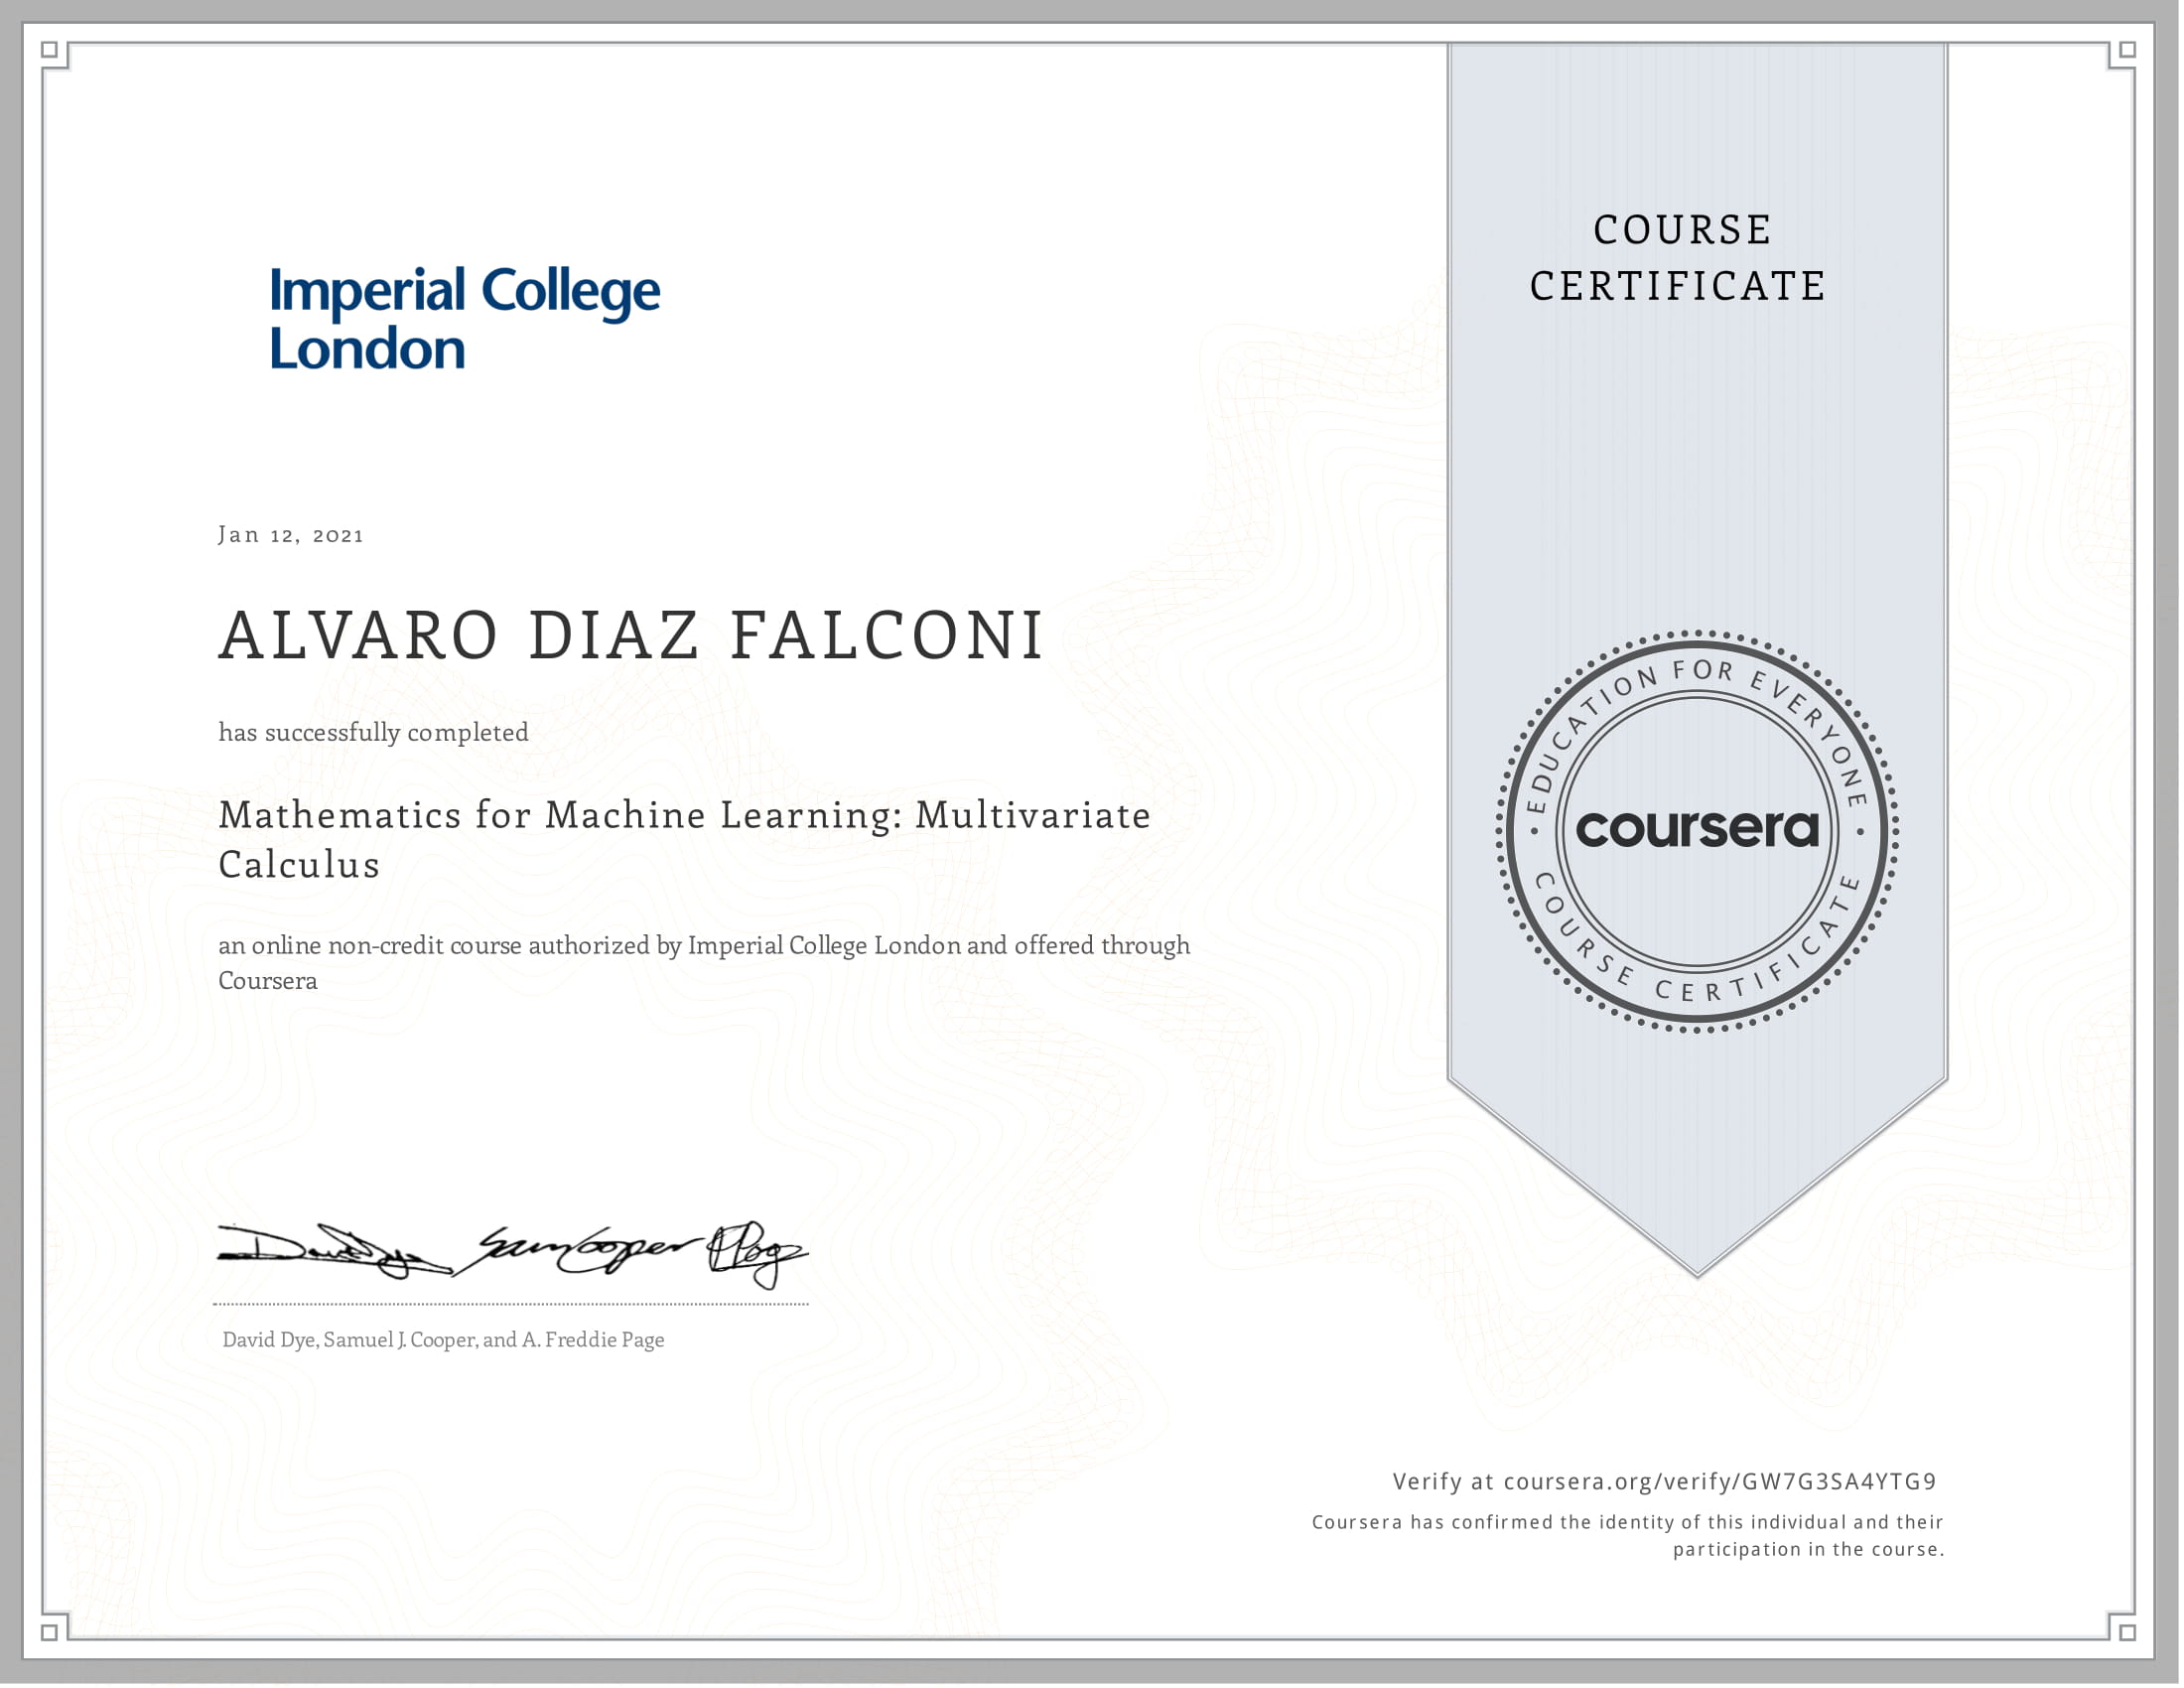 Imperial College
London
COURSE
CERTIFICATE
Jan 12, 2021
ALVARO DIAZ FALCONI
has successfully completed
Mathematics for Machine Learning: Multivariate
Calculus
an online non-credit course authorized by Imperial College London and offered through
Coursera
EDUCATION FOR EVERYONE
coursera
COURSE CERTIFICATE
David Dye, Samuel J. Cooper, and A. Freddie Page
Verify at coursera.org/verify/GW7G3SA4YTG9
Coursera has confirmed the identity of this individual and their
participation in the course.